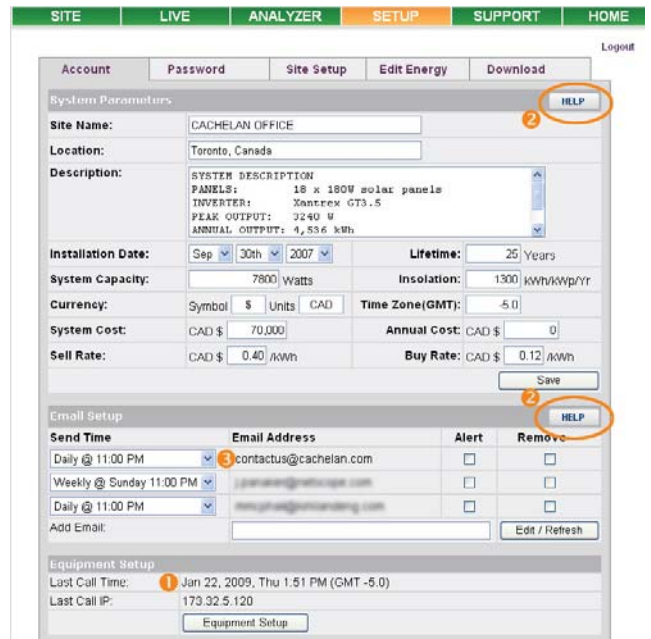 SITE LIVE ANALYZER SETUP SUPPORT HOME
Logout
Account Password Site Setup Edit Energy Download
System Parameters HELP
2
Site Name: CACHELAN OFFICE
Location: Toronto, Canada
Description: SYSTEM DESCRIPTION
PANELS: 18 x 180W solar panels
INVERTER: Xantrex GT3.5
PEAK OUTPUT: 3240 W
ANNUAL OUTPUT: 4,536 kWh
Installation Date: Sep 30th 2007 Lifetime: 25 Years
System Capacity: 7800 Watts Insolation: 1300 kWh/kWp/Yr
Currency: Symbol $ Units CAD Time Zone(GMT): -5.0
System Cost: CAD $ 70,000 Annual Cost: CAD $ 0
Sell Rate: CAD $ 0.40 /kWh Buy Rate: CAD $ 0.12 /kWh
Save
2
Email Setup HELP
Send Time Email Address Alert Remove
Daily @ 11:00 PM 3 contactus@cachelan.com
Weekly @ Sunday 11:00 PM
Daily @ 11:00 PM
Add Email: Edit / Refresh
Equipment Setup
Last Call Time: 1 Jan 22, 2009, Thu 1:51 PM (GMT -5.0)
Last Call IP: 173.32.5.120
Equipment Setup